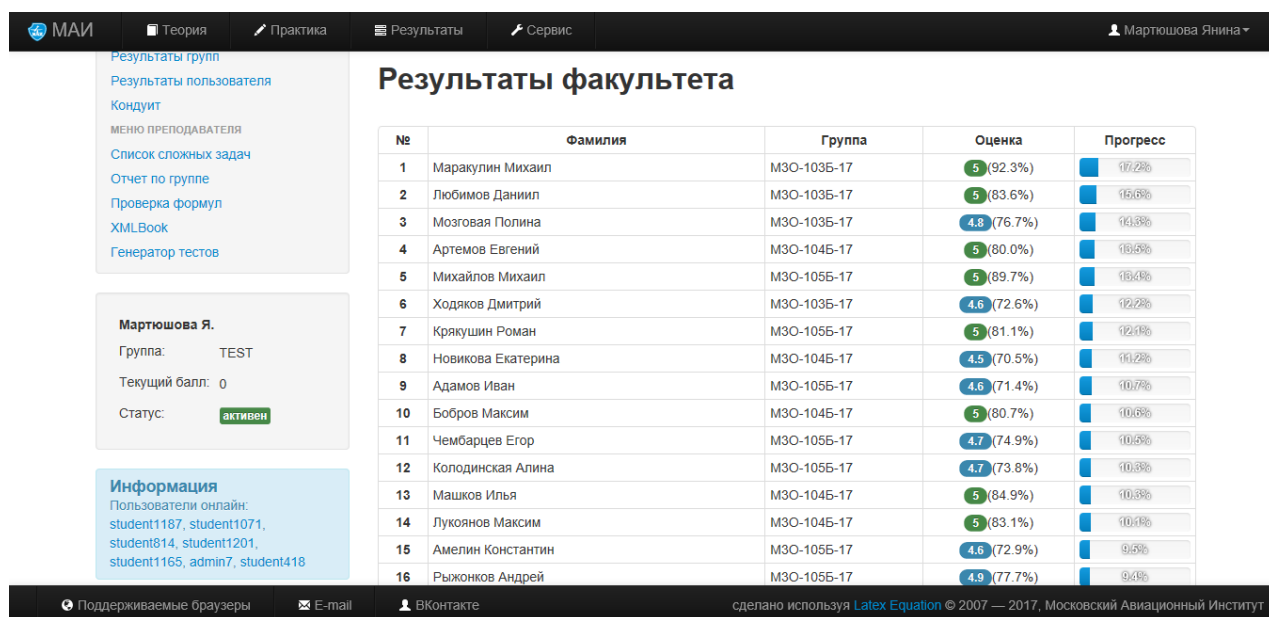 МАИ Теория Практика Результаты Сервис Мартюшова Янина
Результаты групп
Результаты пользователя
Кондуит
МЕНЮ ПРЕПОДАВАТЕЛЯ
Список сложных задач
Отчет по группе
Проверка формул
XMLBook
Генератор тестов
Мартюшова Я.
Группа: TEST
Текущий балл: 0
Статус: активен
Информация
Пользователи онлайн:
student1187, student1071,
student814, student1201,
student1165, admin7, student418
Результаты факультета
№ Фамилия Группа Оценка Прогресс
1 Маракулин Михаил МЗО-103Б-17 5 (92.3%) 17.2%
2 Любимов Даниил МЗО-103Б-17 5 (83.6%) 15.6%
3 Мозговая Полина МЗО-103Б-17 4.8 (76.7%) 14.3%
4 Артемов Евгений МЗО-104Б-17 5 (80.0%) 13.5%
5 Михайлов Михаил МЗО-105Б-17 5 (89.7%) 13.4%
6 Ходяков Дмитрий МЗО-103Б-17 4.6 (72.6%) 12.2%
7 Крякушин Роман МЗО-105Б-17 5 (81.1%) 12.1%
8 Новикова Екатерина МЗО-104Б-17 4.5 (70.5%) 11.2%
9 Адамов Иван МЗО-105Б-17 4.6 (71.4%) 10.7%
10 Бобров Максим МЗО-104Б-17 5 (80.7%) 10.6%
11 Чембарцев Егор МЗО-105Б-17 4.7 (74.9%) 10.5%
12 Колодинская Алина МЗО-105Б-17 4.7 (73.8%) 10.3%
13 Машков Илья МЗО-104Б-17 5 (84.9%) 10.3%
14 Лукоянов Максим МЗО-104Б-17 5 (83.1%) 10.1%
15 Амелин Константин МЗО-105Б-17 4.6 (72.9%) 9.5%
16 Рыжонков Андрей МЗО-105Б-17 4.9 (77.7%) 9.4%
Поддерживаемые браузеры E-mail ВКонтакте сделано используя Latex Equation © 2007 — 2017, Московский Авиационный Институт